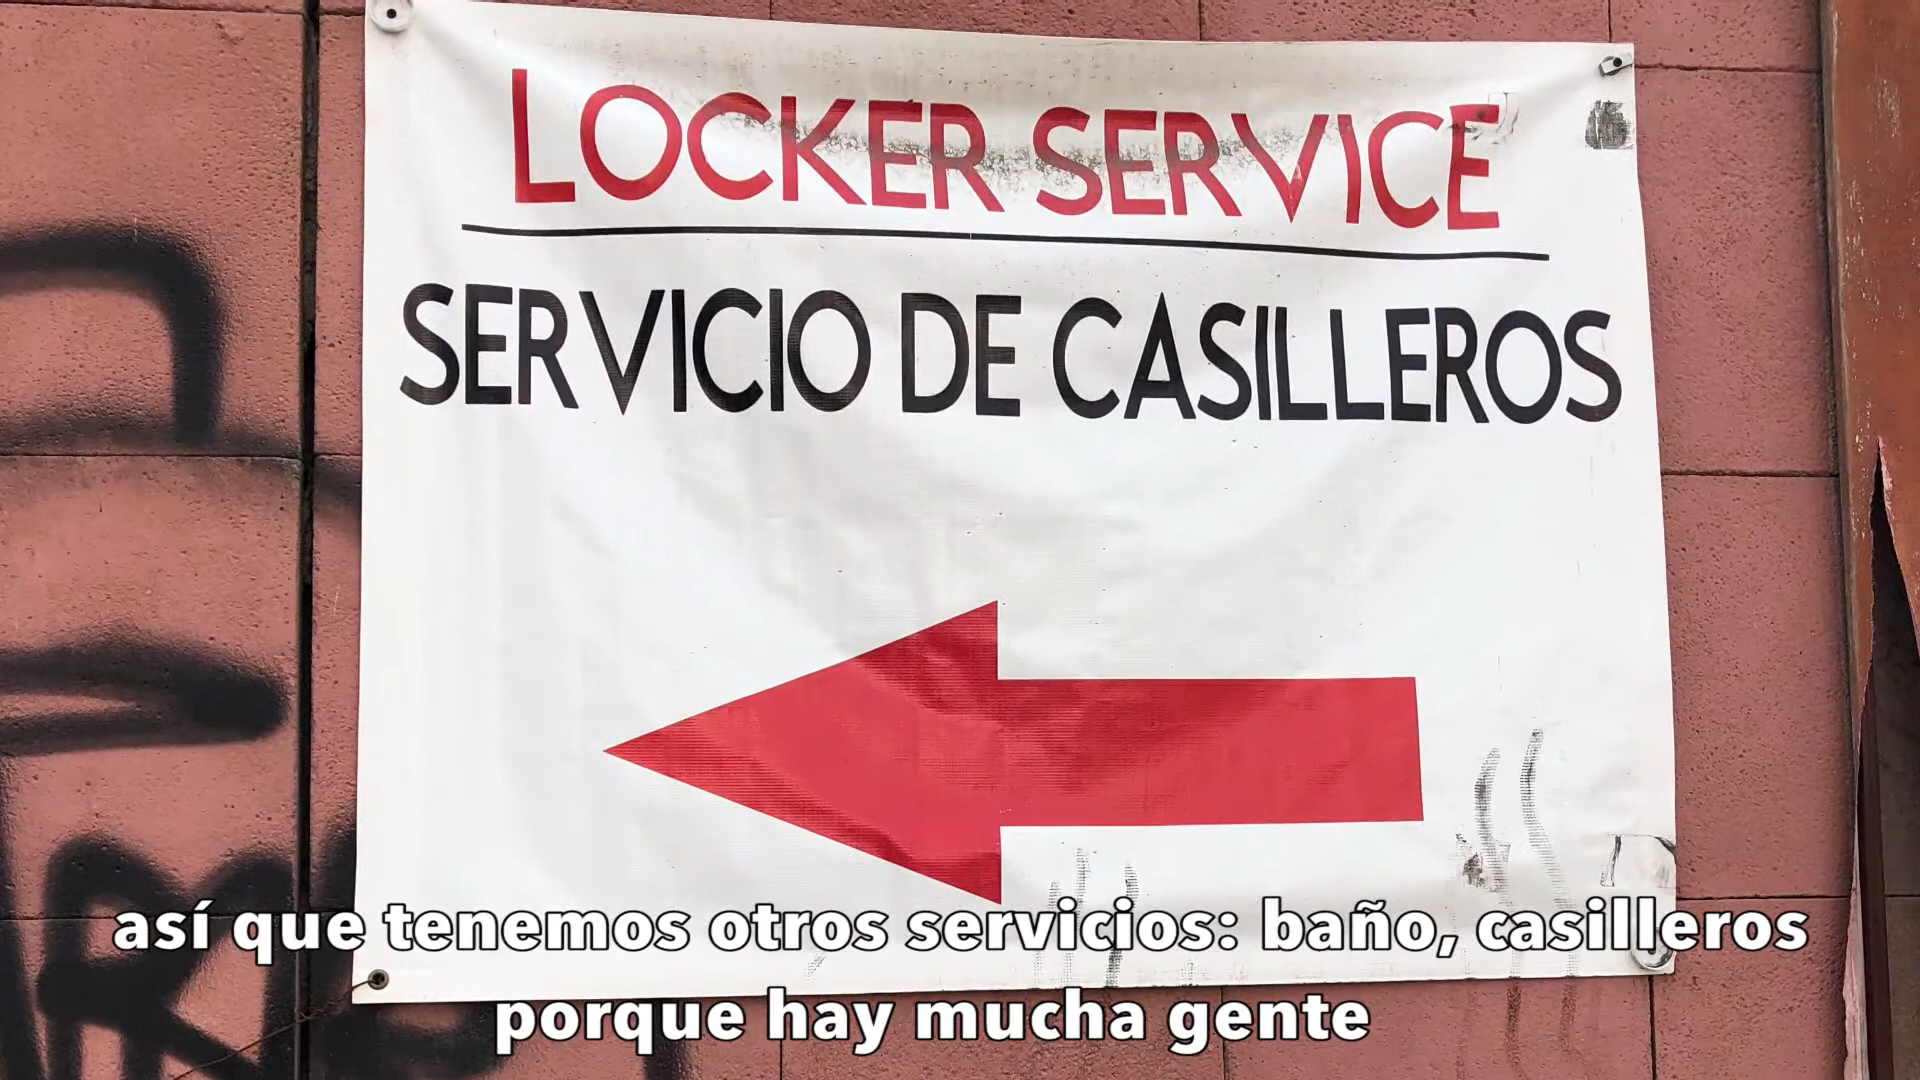 LOCKER SERVICE
SERVICIO DE CASILLEROS
así que tenemos otros servicios: baño, casilleros
porque hay mucha gente